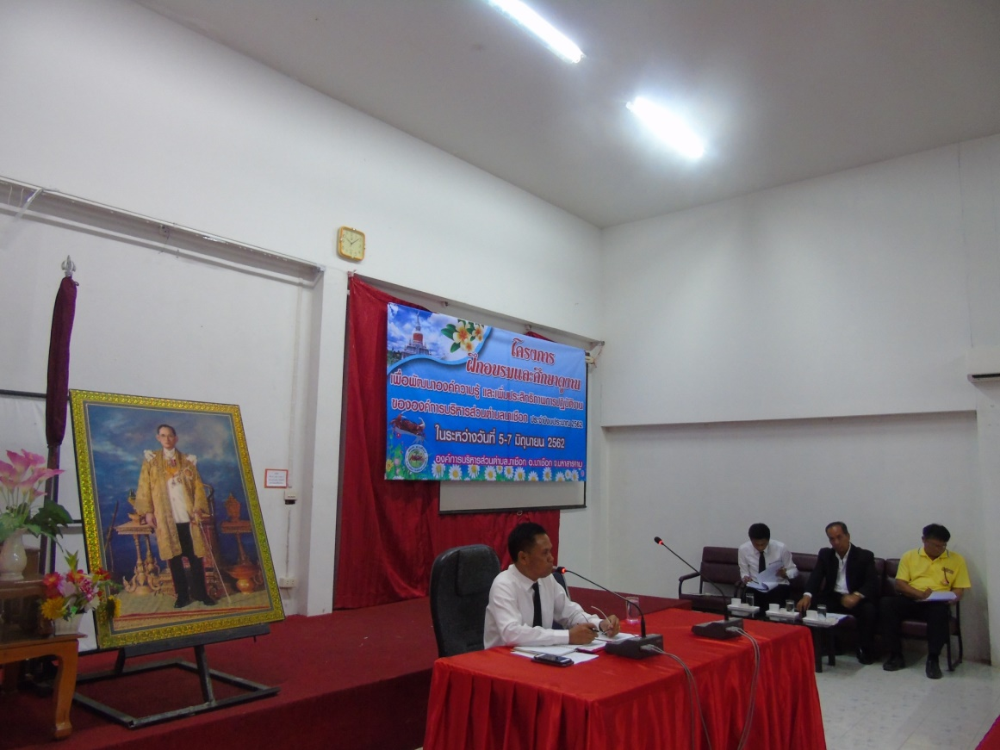 โครงการ
ฝึกอบรมและศึกษาดูงาน
เพื่อพัฒนาองค์ความรู้ และเพิ่มประสิทธิภาพการปฏิบัติงาน
ขององค์การบริหารส่วนตำบลนาเชือก ประจำปีงบประมาณ 2562
ในระหว่างวันที่ 5-7 มิถุนายน 2562
องค์การบริหารส่วนตำบลนาเชือก อ.นาเชือก จ.มหาสารคาม